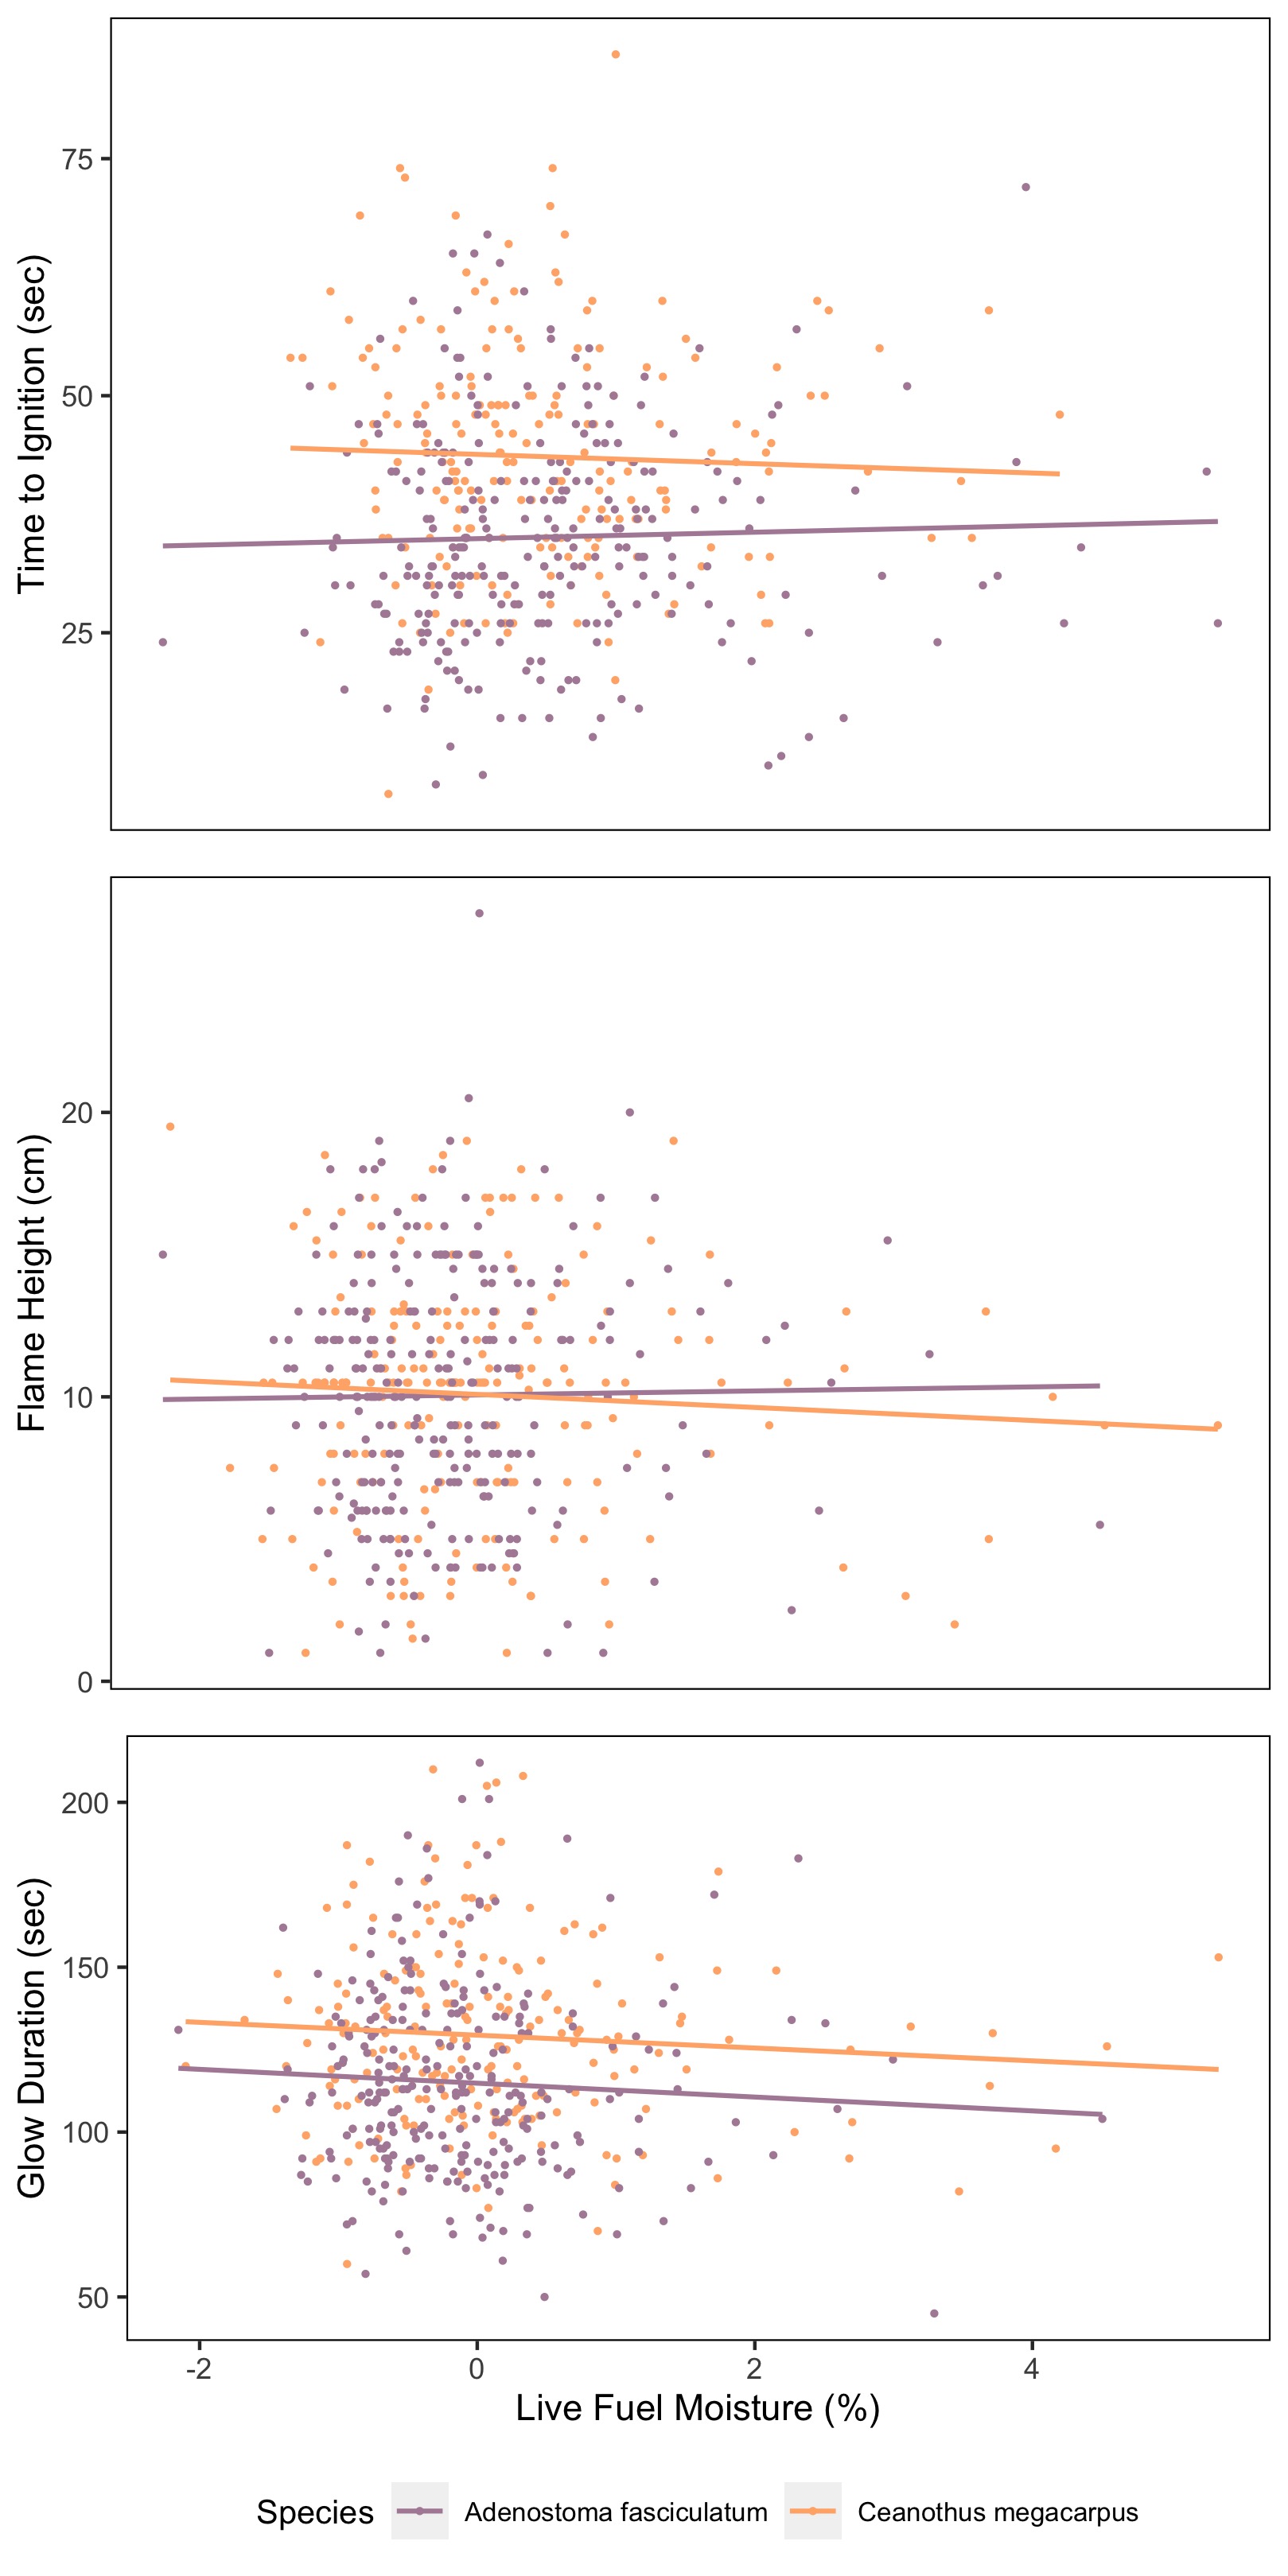 Time to Ignition (sec)
75
50
25
Flame Height (cm)
20
10
0
Glow Duration (sec)
200
150
100
50
-2 0 2 4
Live Fuel Moisture (%)
Species Adenostoma fasciculatum Ceanothus megacarpus